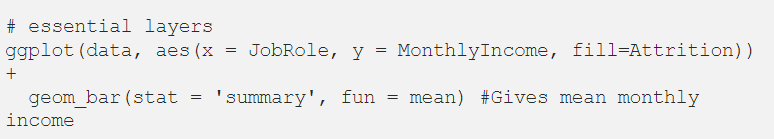 # essential layers
ggplot(data, aes(x = JobRole, y = MonthlyIncome, fill=Attrition))
+
  geom_bar(stat = 'summary', fun = mean) #Gives mean monthly
income